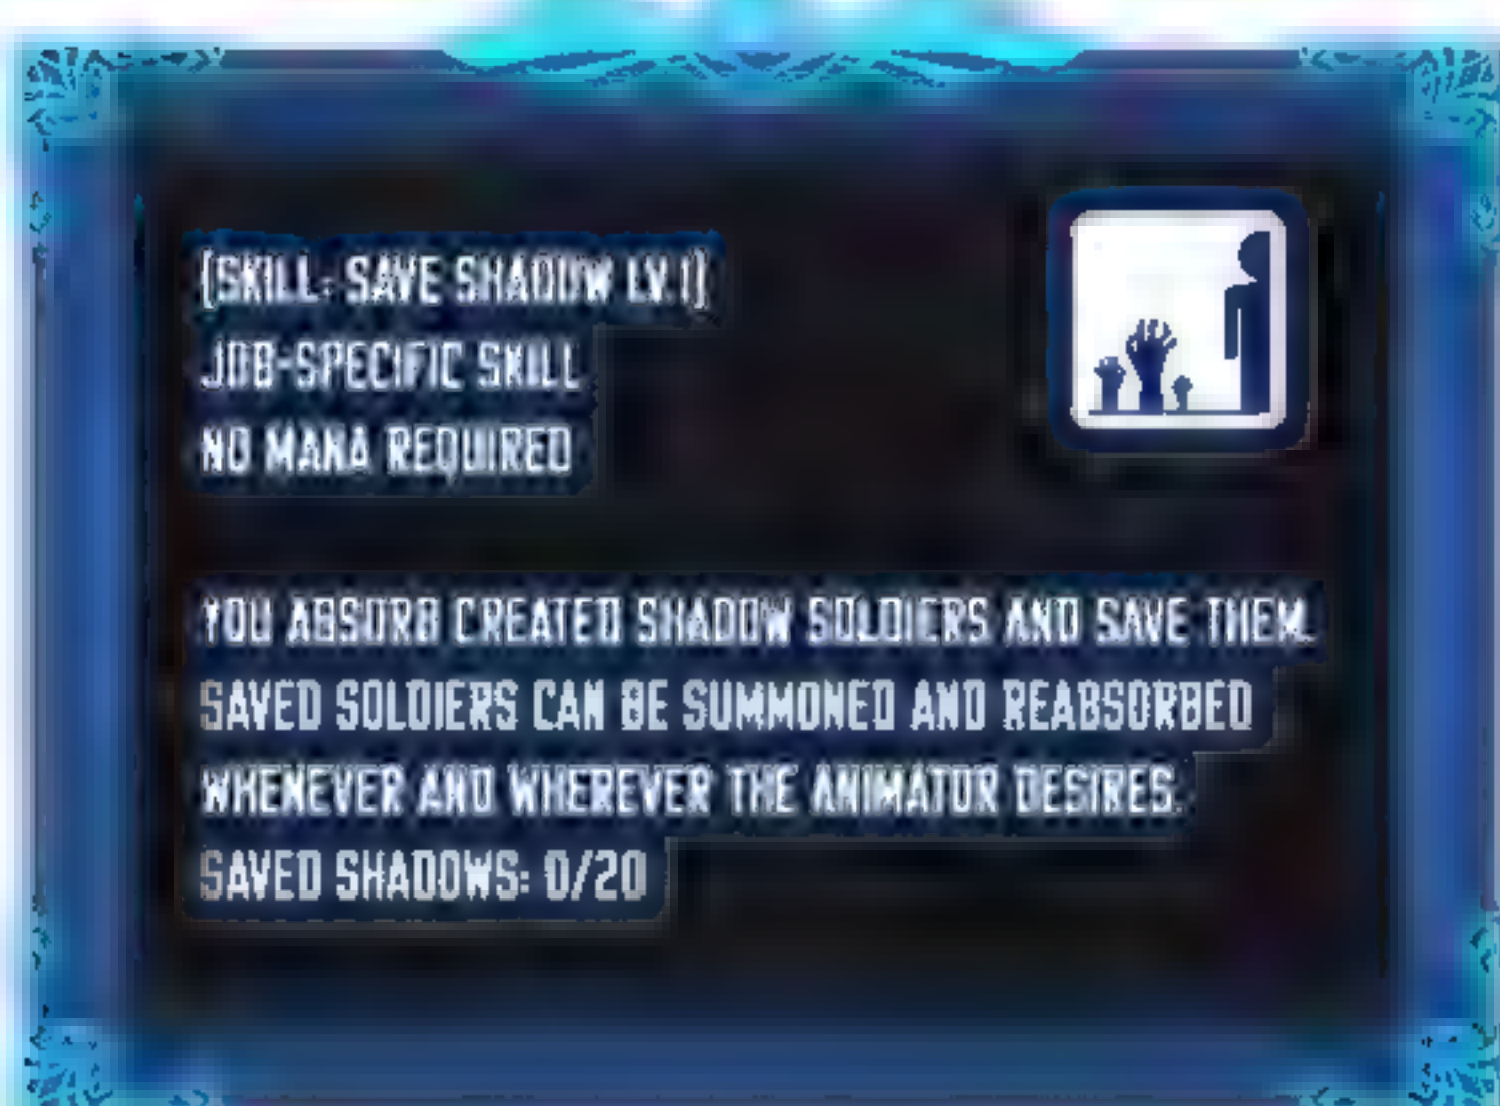 [SKILL: SAVE SHADOW LV.1]
JOB-SPECIFIC SKILL
NO MANA REQUIRED
YOU ABSORB CREATED SHADOW SOLDIERS AND SAVE THEM.
SAVED SOLDIERS CAN BE SUMMONED AND REABSORBED
WHENEVER AND WHEREVER THE ANIMATOR DESIRES.
SAVED SHADOWS: 0/20